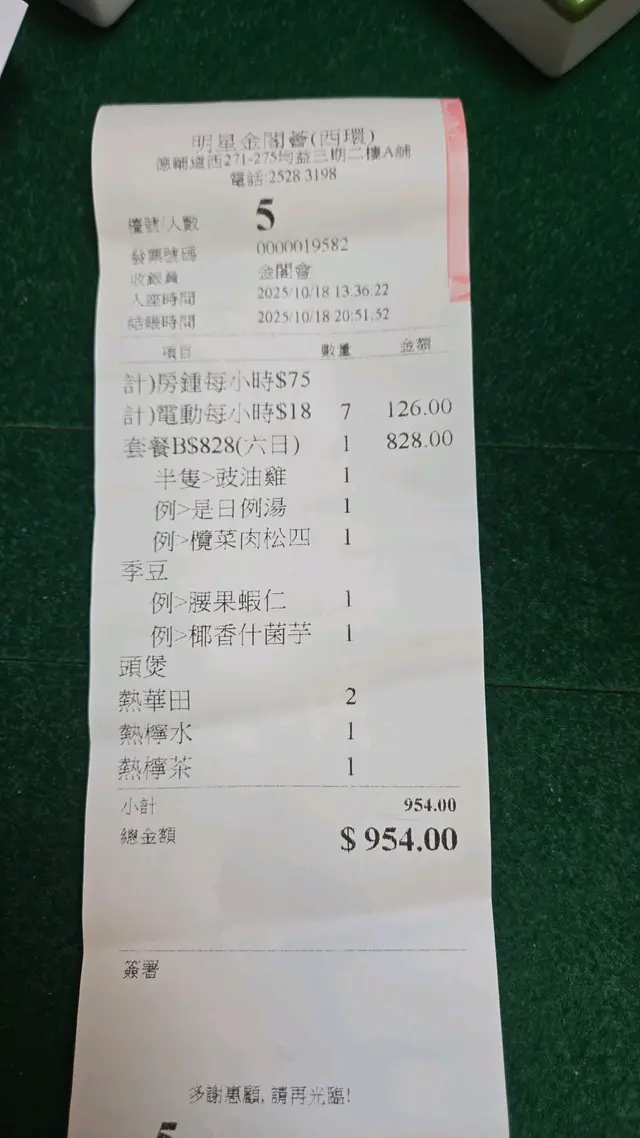 明星金閣薈(西環)
德輔道西271-275均益三期二樓A舖
電話:2528 3198
檯號/人數 5
發票號碼 0000019582
收銀員 金閣會
入座時間 2025/10/18 13:36.22
結賬時間 2025/10/18 20:51.52
項目 數量 金額
計)房鍾每小時$75
計)電動每小時$18 7 126.00
套餐B$828(六日) 1 828.00
半隻>豉油雞 1
例>是日例湯 1
例>欖菜肉松四 1
季豆
例>腰果蝦仁 1
例>椰香什菌芋 1
頭煲
熱華田 2
熱檸水 1
熱檸茶 1
小計 954.00
總金額 $ 954.00
簽署
多謝惠顧, 請再光臨!
5